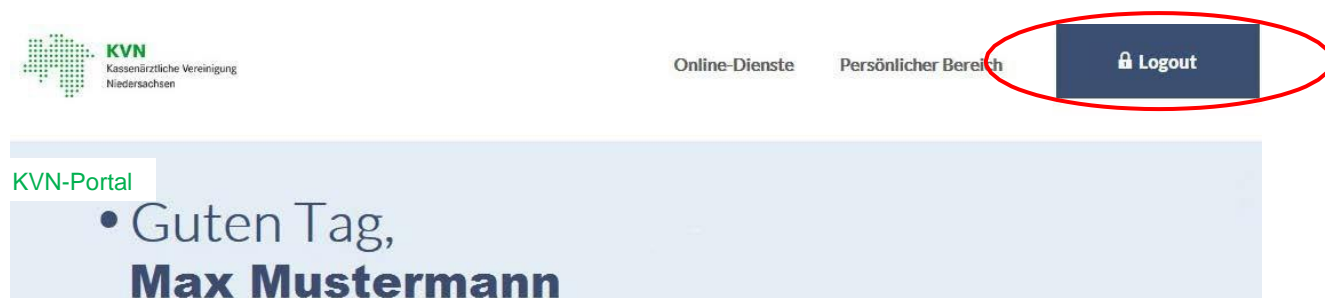 KVN
Kassenärztliche Vereinigung
Niedersachsen
Online-Dienste Persönlicher Bereich Logout
KVN-Portal
• Guten Tag,
Max Mustermann